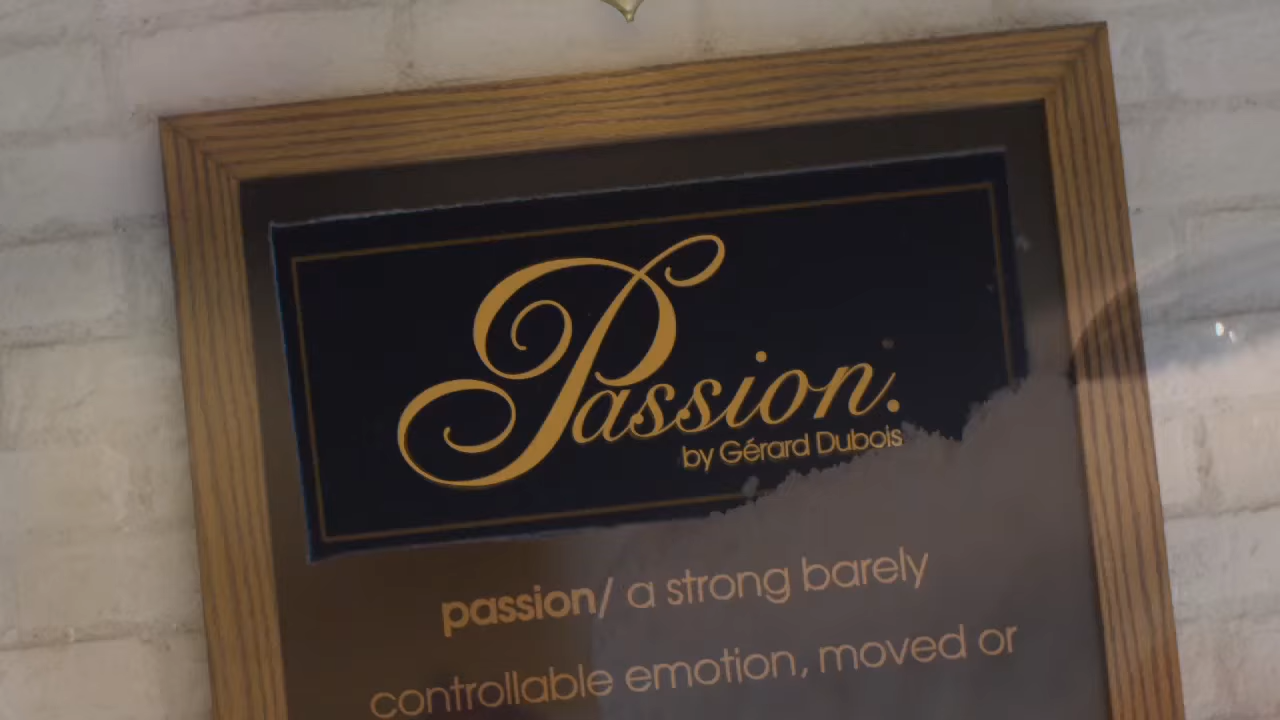 Passion.
by Gérard Dubois
passion/ a strong barely
controllable emotion, moved or